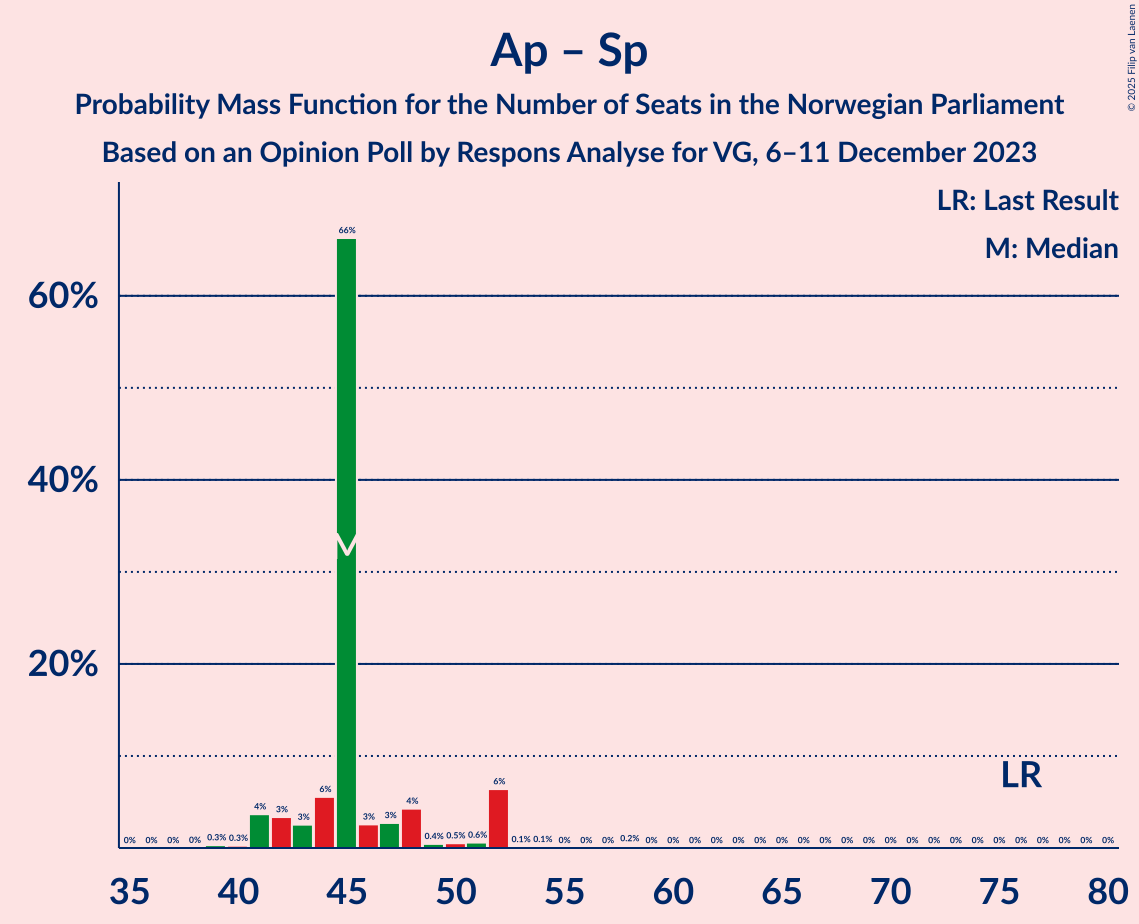 © 2025 Filip van Laenen
Ap – Sp
Probability Mass Function for the Number of Seats in the Norwegian Parliament
Based on an Opinion Poll by Respons Analyse for VG, 6–11 December 2023
LR: Last Result
M: Median
66%
60%
M
40%
20%
LR
0% 0% 0% 0% 0.3% 0.3% 4% 3% 3% 6% 3% 3% 4% 0.4% 0.5% 0.6% 6% 0.1% 0.1% 0% 0% 0% 0.2% 0% 0% 0% 0% 0% 0% 0% 0% 0% 0% 0% 0% 0% 0% 0% 0% 0% 0% 0% 0% 0% 0%
35 40 45 50 55 60 65 70 75 80